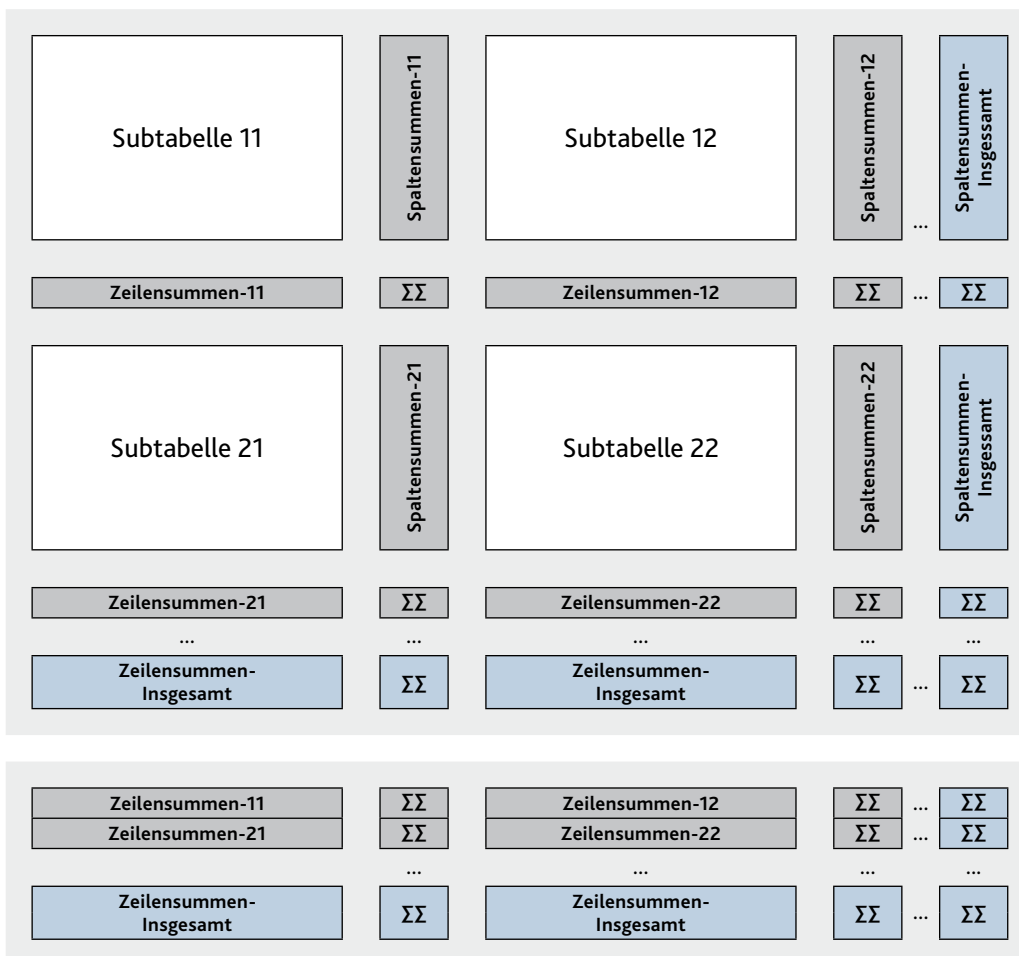 Subtabelle 11
Spaltensummen-11
Subtabelle 12
Spaltensummen-12
...
Spaltensummen-
Insgesamt
Zeilensummen-11
ΣΣ
Zeilensummen-12
ΣΣ
...
ΣΣ
Subtabelle 21
Spaltensummen-21
Subtabelle 22
Spaltensummen-22
Spaltensummen-
Insgesamt
Zeilensummen-21
ΣΣ
Zeilensummen-22
ΣΣ
ΣΣ
...
...
...
...
...
Zeilensummen-
Insgesamt
ΣΣ
Zeilensummen-
Insgesamt
ΣΣ
...
ΣΣ
Zeilensummen-11
ΣΣ
Zeilensummen-12
ΣΣ
...
ΣΣ
Zeilensummen-21
ΣΣ
Zeilensummen-22
ΣΣ
...
ΣΣ
...
...
...
...
Zeilensummen-
Insgesamt
ΣΣ
Zeilensummen-
Insgesamt
ΣΣ
...
ΣΣ